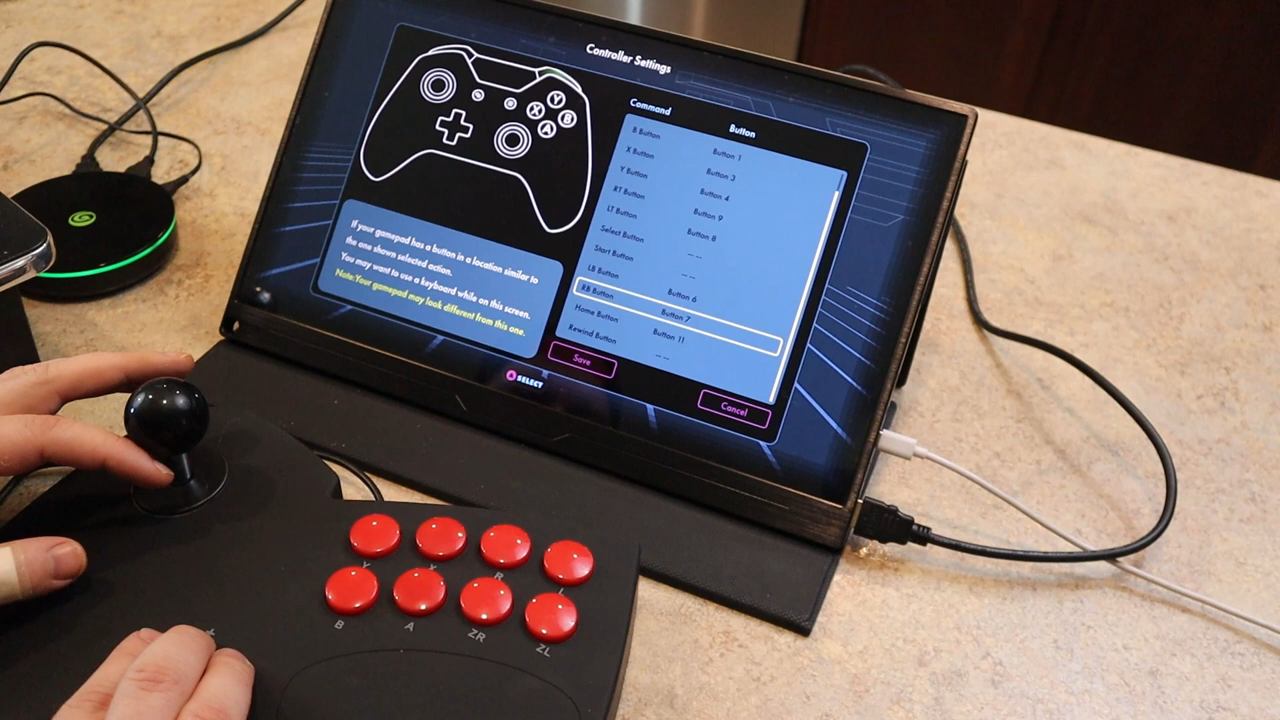 Controller Settings
Command Button
Y
X B
A
B Button Button 1
X Button Button 3
Y Button Button 4
RT Button Button 9
LT Button Button 8
Select Button -- --
Start Button -- --
LB Button Button 6
RB Button Button 7
Home Button Button 11
Rewind Button -- --
If your gamepad has a button in a location similar to
the one shown selected action.
You may want to use a keyboard while on this screen.
Note:Your gamepad may look different from this one.
Save
SELECT
Cancel
Y X R L
B A ZR ZL